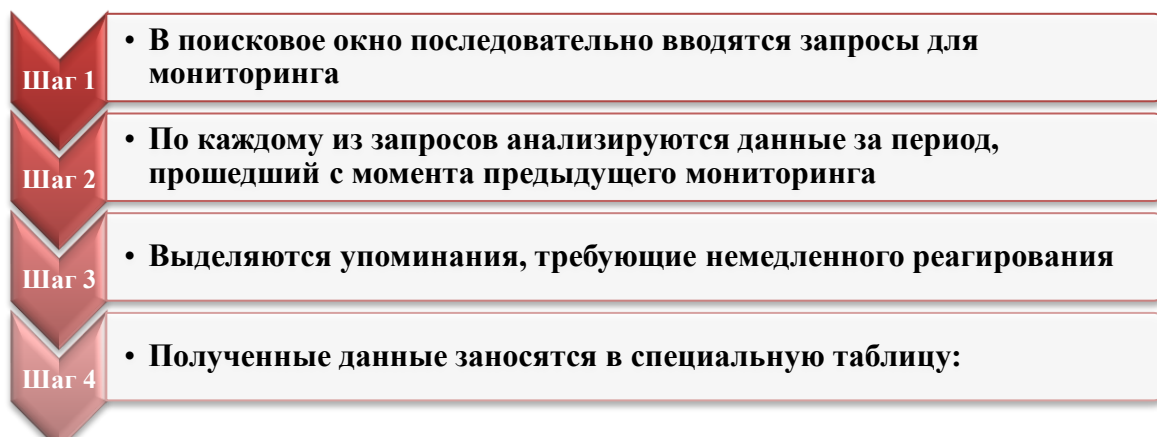 Шаг 1
• В поисковое окно последовательно вводятся запросы для
мониторинга
Шаг 2
• По каждому из запросов анализируются данные за период,
прошедший с момента предыдущего мониторинга
Шаг 3
• Выделяются упоминания, требующие немедленного реагирования
Шаг 4
• Полученные данные заносятся в специальную таблицу: